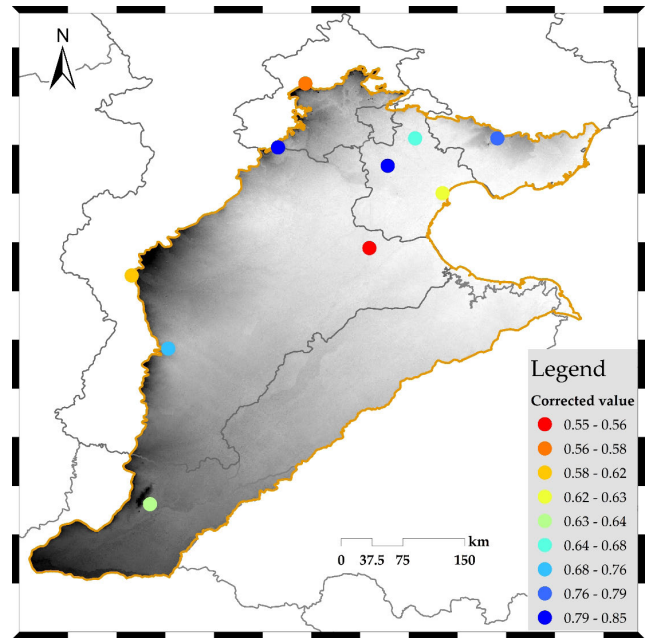 N
Legend
Corrected value
0.55 - 0.56
0.56 - 0.58
0.58 - 0.62
0.62 - 0.63
0.63 - 0.64
0.64 - 0.68
0.68 - 0.76
0.76 - 0.79
0.79 - 0.85
km
0 37.5 75 150